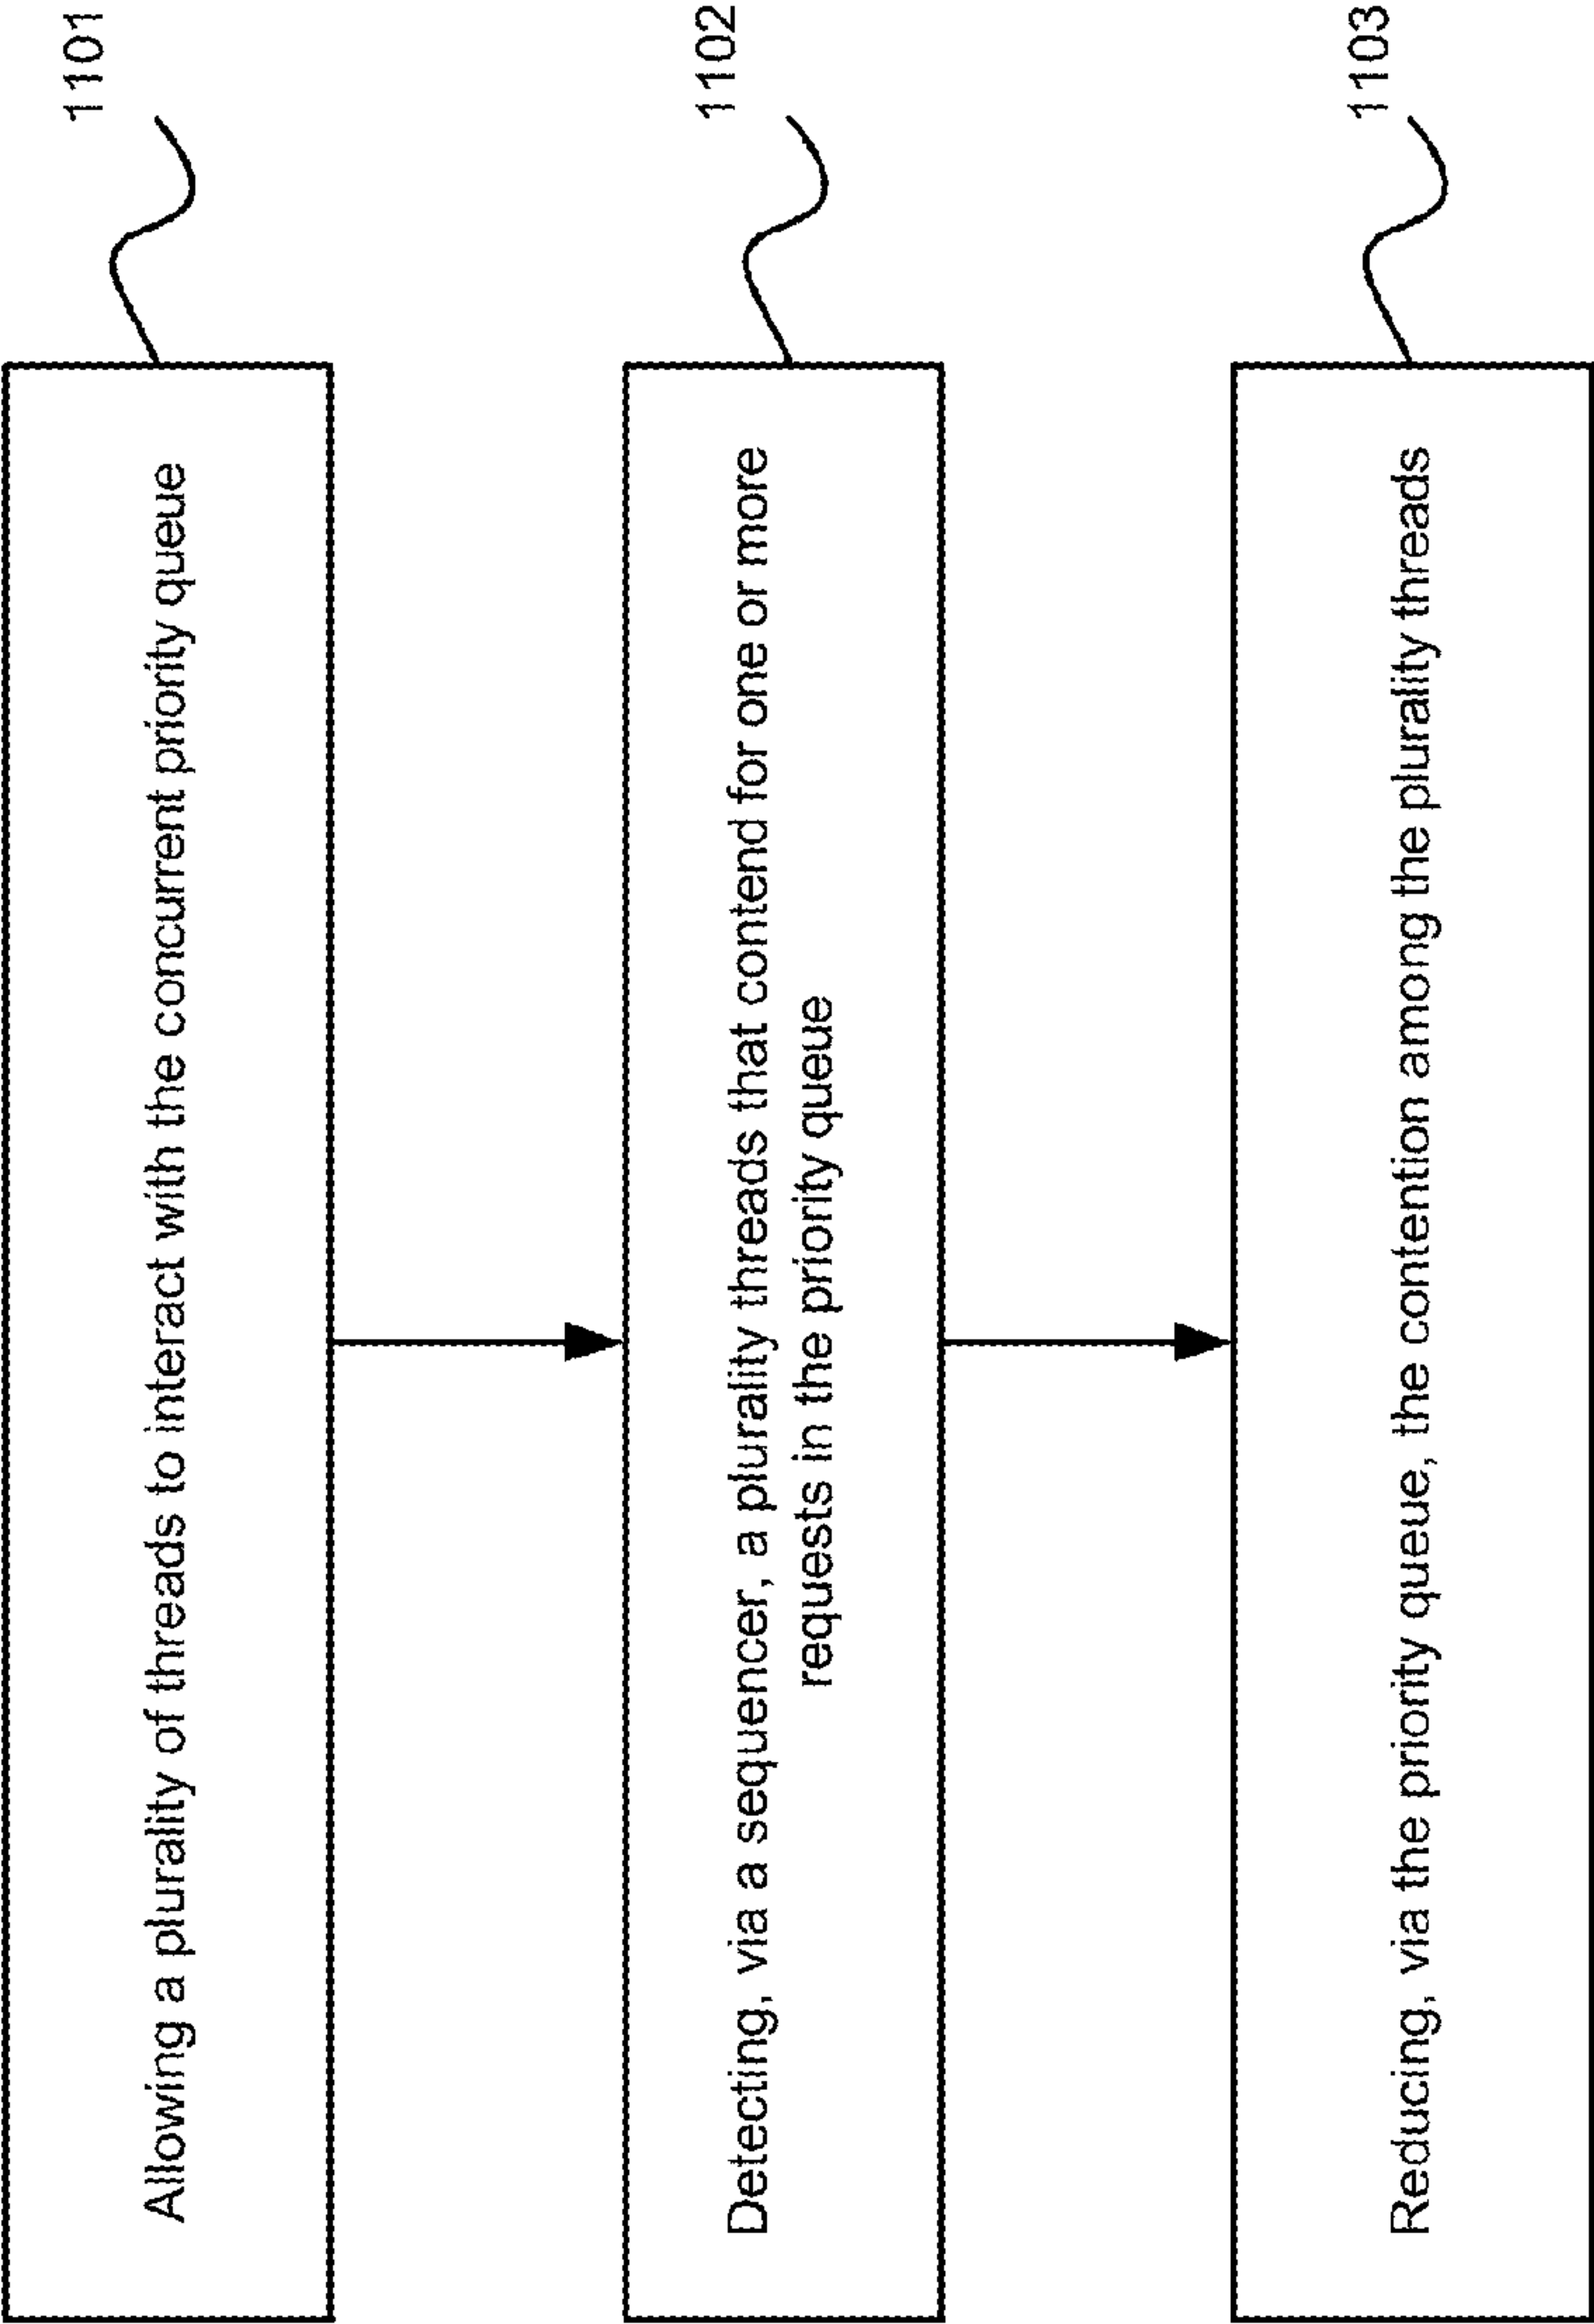 Allowing a plurality of threads to interact with the concurrent priority queue
1101
Detecting, via a sequencer, a plurality threads that contend for one or more
requests in the priority queue
1102
Reducing, via the priority queue, the contention among the plurality threads
1103